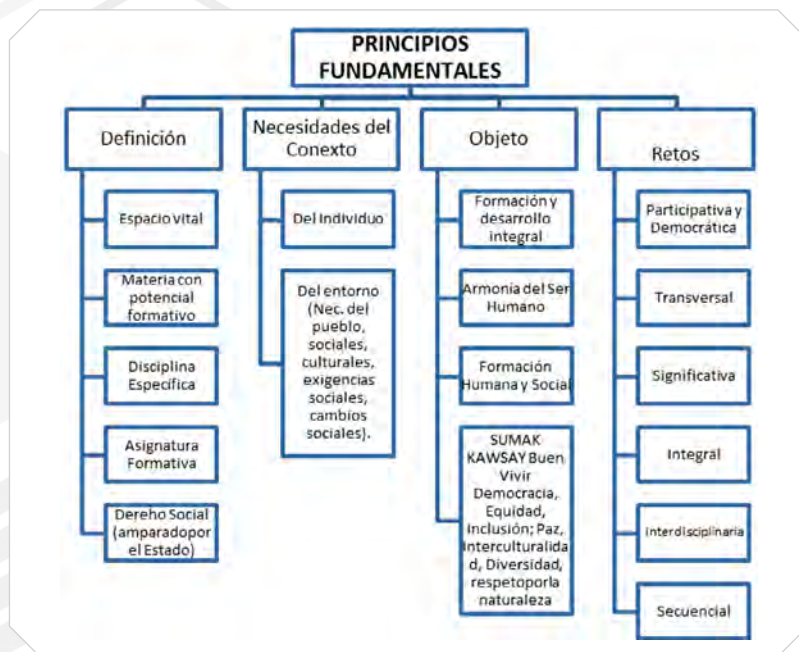 PRINCIPIOS
FUNDAMENTALES
Definición
Espacio vital
Materia con
potencial
formativo
Disciplina
Específica
Asignatura
Formativa
Dereho Social
(amparadopor
el Estado)
Necesidades del
Conexto
Del Individuo
Del entorno
(Nec. del
pueblo,
sociales,
culturales,
exigencias
sociales,
cambios
sociales).
Objeto
Formación y
desarrollo
integral
Armonía del Ser
Humano
Formación
Humana y Social
SUMAK
KAWSAY Buen
Vivir
Democracia,
Equidad,
Inclusión; Paz,
Interculturalida
d, Diversidad,
respetoporla
naturaleza
Retos
Participativa y
Democrática
Transversal
Significativa
Integral
Interdisciplinaria
Secuencial